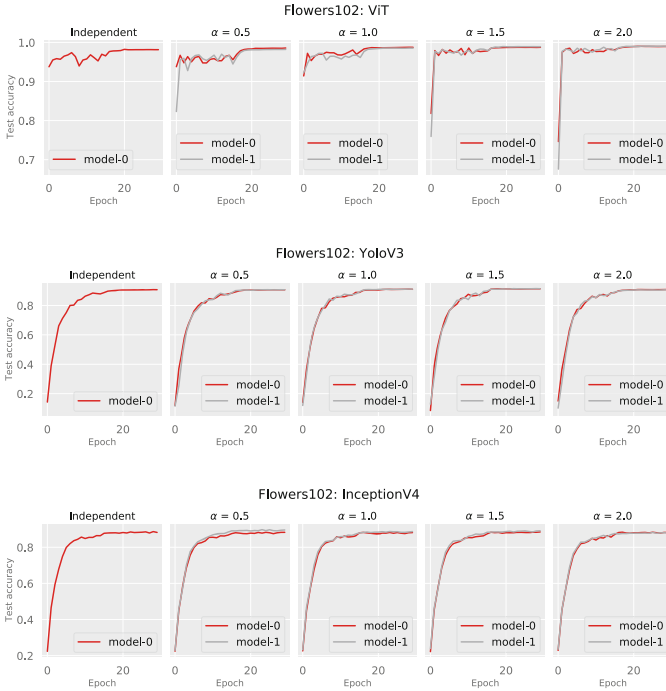 Flowers102: ViT
Independent α = 0.5 α = 1.0 α = 1.5 α = 2.0
1.0
0.9
0.8
0.7
Test accuracy
model-0
model-0
model-1
model-0
model-1
model-0
model-1
model-0
model-1
0 20 0 20 0 20 0 20 0 20
Epoch Epoch Epoch Epoch Epoch
Flowers102: YoloV3
Independent α = 0.5 α = 1.0 α = 1.5 α = 2.0
0.8
0.6
0.4
0.2
Test accuracy
model-0
model-0
model-1
model-0
model-1
model-0
model-1
model-0
model-1
0 20 0 20 0 20 0 20 0 20
Epoch Epoch Epoch Epoch Epoch
Flowers102: InceptionV4
Independent α = 0.5 α = 1.0 α = 1.5 α = 2.0
0.8
0.6
0.4
0.2
Test accuracy
model-0
model-0
model-1
model-0
model-1
model-0
model-1
model-0
model-1
0 20 0 20 0 20 0 20 0 20
Epoch Epoch Epoch Epoch Epoch